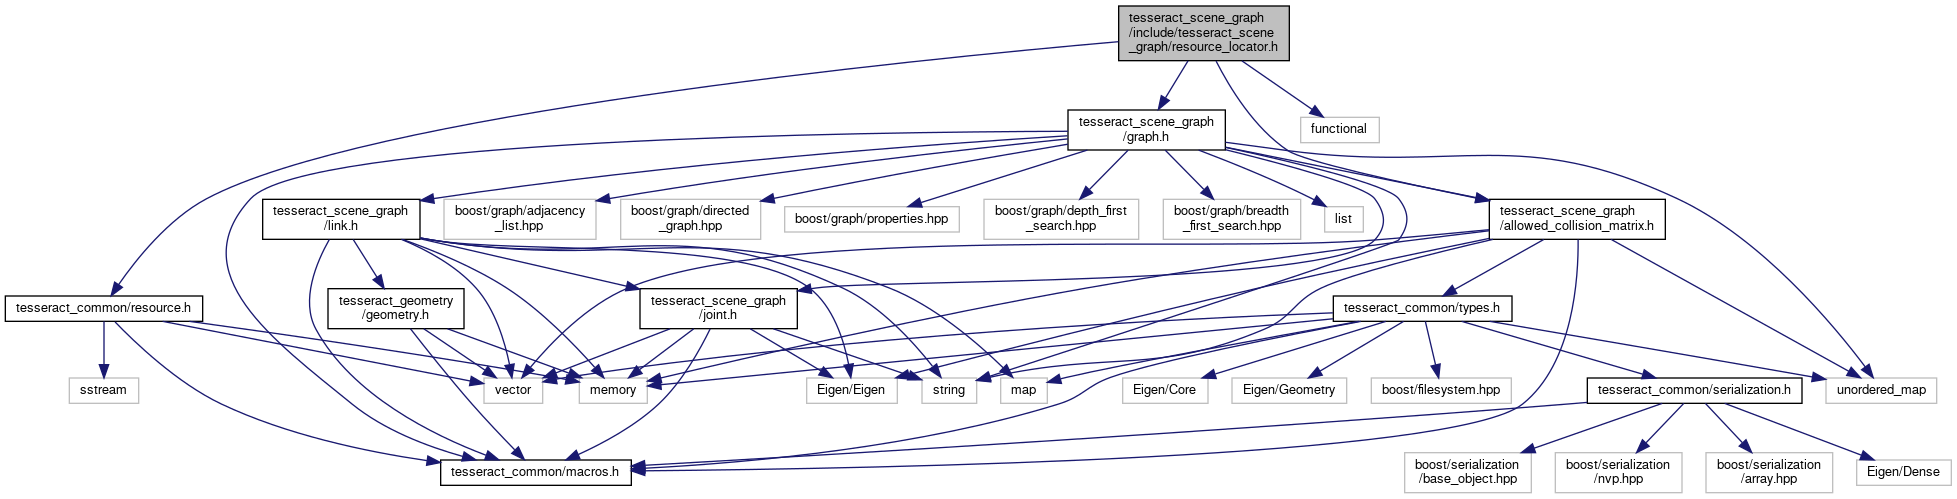 tesseract_scene_graph
/include/tesseract_scene
_graph/resource_locator.h
tesseract_scene_graph
/graph.h
functional
tesseract_scene_graph
/link.h
boost/graph/adjacency
_list.hpp
boost/graph/directed
_graph.hpp
boost/graph/properties.hpp
boost/graph/depth_first
_search.hpp
boost/graph/breadth
_first_search.hpp
list
tesseract_scene_graph
/allowed_collision_matrix.h
tesseract_common/resource.h
tesseract_geometry
/geometry.h
tesseract_scene_graph
/joint.h
tesseract_common/types.h
sstream
vector
memory
Eigen/Eigen
string
map
Eigen/Core
Eigen/Geometry
boost/filesystem.hpp
tesseract_common/serialization.h
unordered_map
tesseract_common/macros.h
boost/serialization
/base_object.hpp
boost/serialization
/nvp.hpp
boost/serialization
/array.hpp
Eigen/Dense